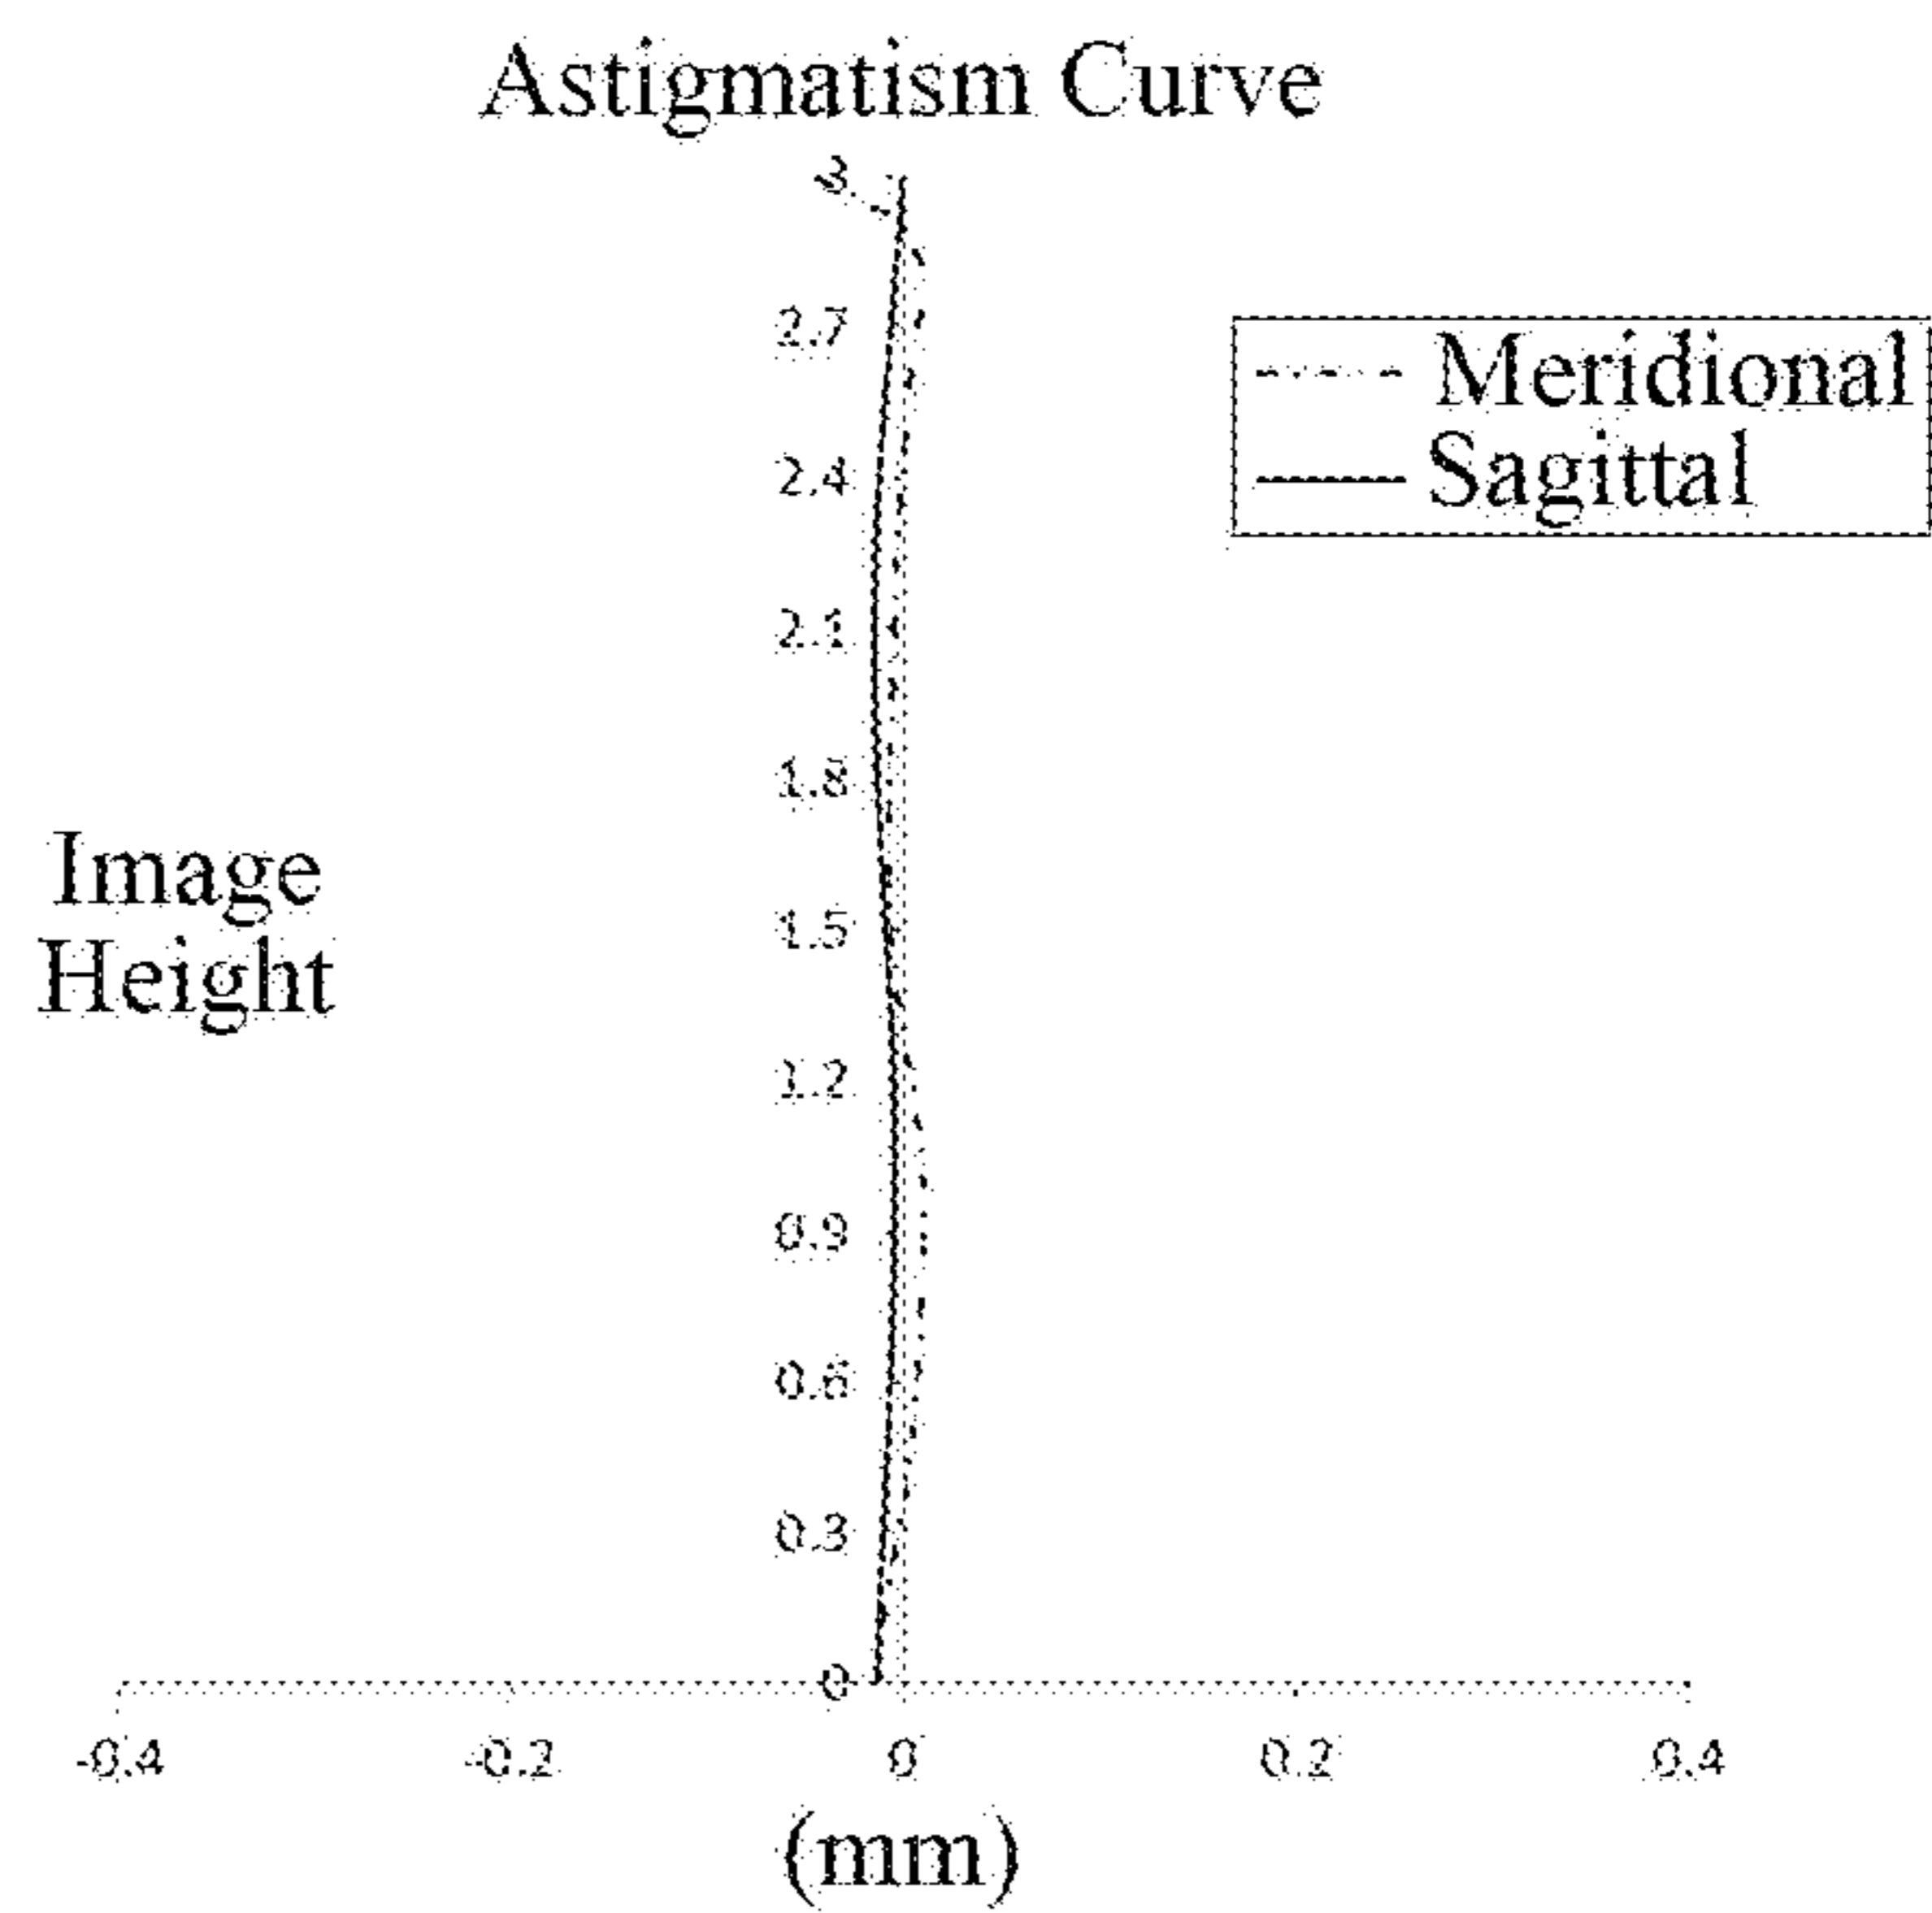 Astigmatism Curve
3
2.7
2.4
2.1
1.8
1.5
1.2
0.9
0.6
0.3
0
Image
Height
Meridional
Sagittal
-0.4 -0.2 0 0.2 0.4
(mm)